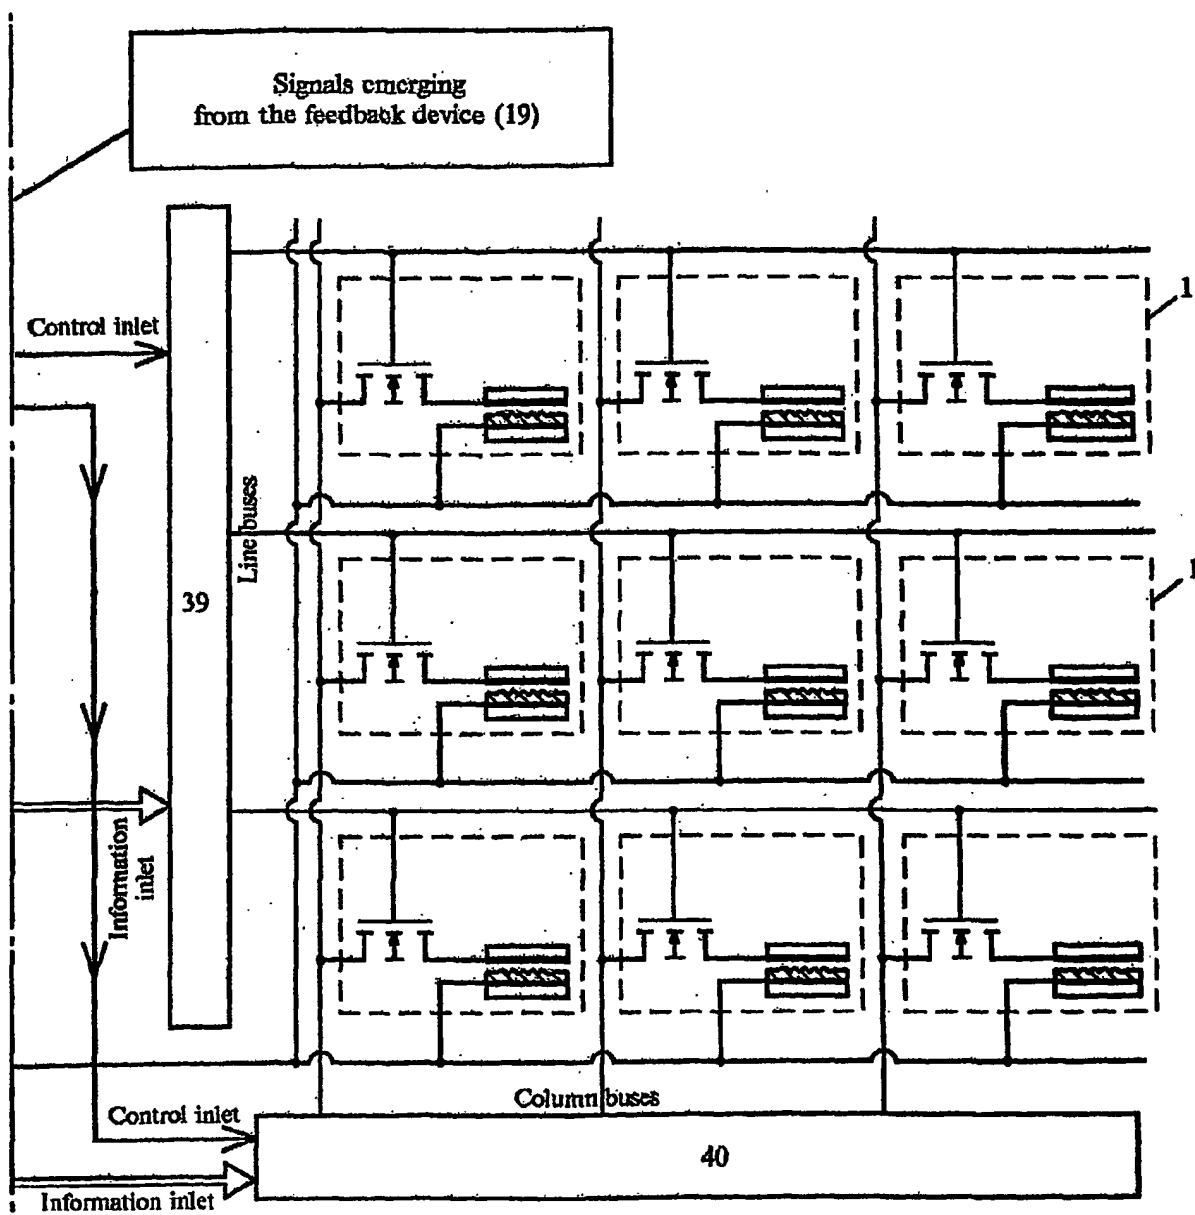 Signals emerging
from the feedback device (19)
1
Control inlet
Line buses
39
1
Information
inlet
Column buses
Control inlet
40
Information inlet